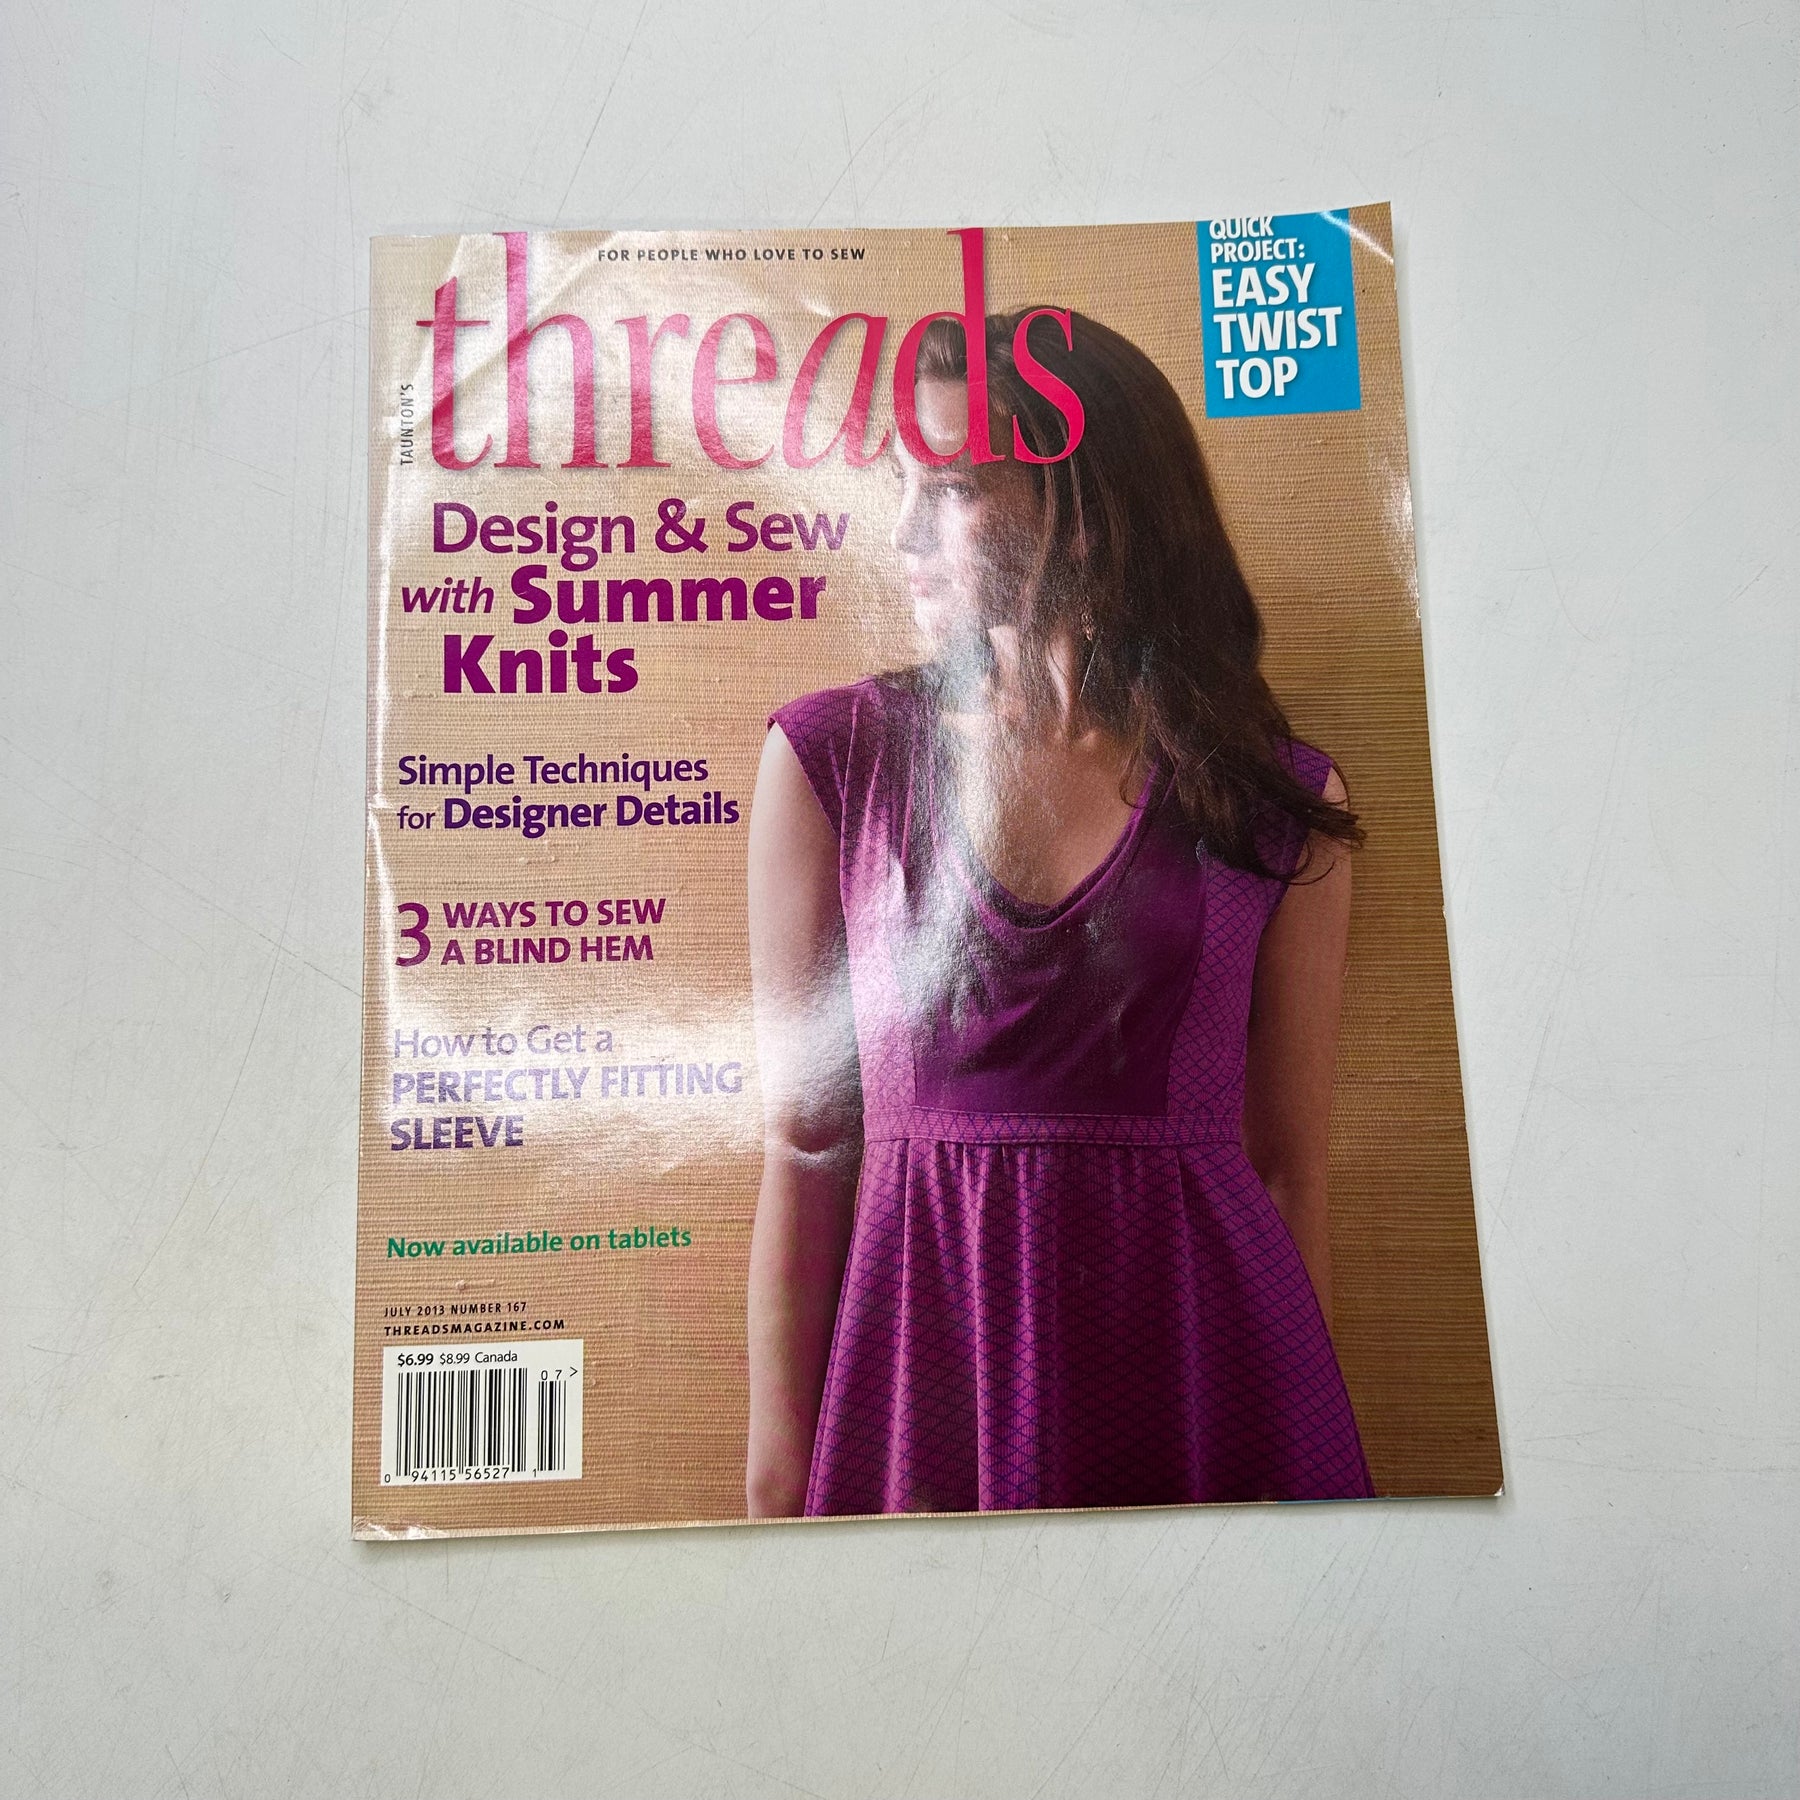 FOR PEOPLE WHO LOVE TO SEW
TAUNTON'S
threads
QUICK
PROJECT:
EASY
TWIST
TOP
Design & Sew
with Summer
Knits
Simple Techniques
for Designer Details
3 WAYS TO SEW
A BLIND HEM
How to Get a
PERFECTLY FITTING
SLEEVE
Now available on tablets
JULY 2013 NUMBER 167
THREADSMAGAZINE.COM
$6.99 $8.99 Canada
07>
0 94115 56527 1